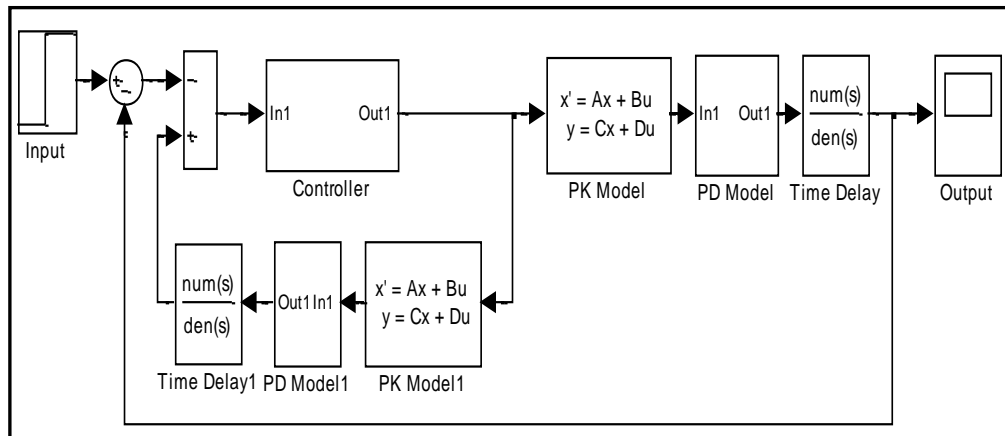 Input
+
−
−
+
In1 Out1
Controller
x' = Ax + Bu
y = Cx + Du
PK Model
In1 Out1
PD Model
num(s)
den(s)
Time Delay
Output
num(s)
den(s)
Time Delay1
Out1 In1
PD Model1
x' = Ax + Bu
y = Cx + Du
PK Model1